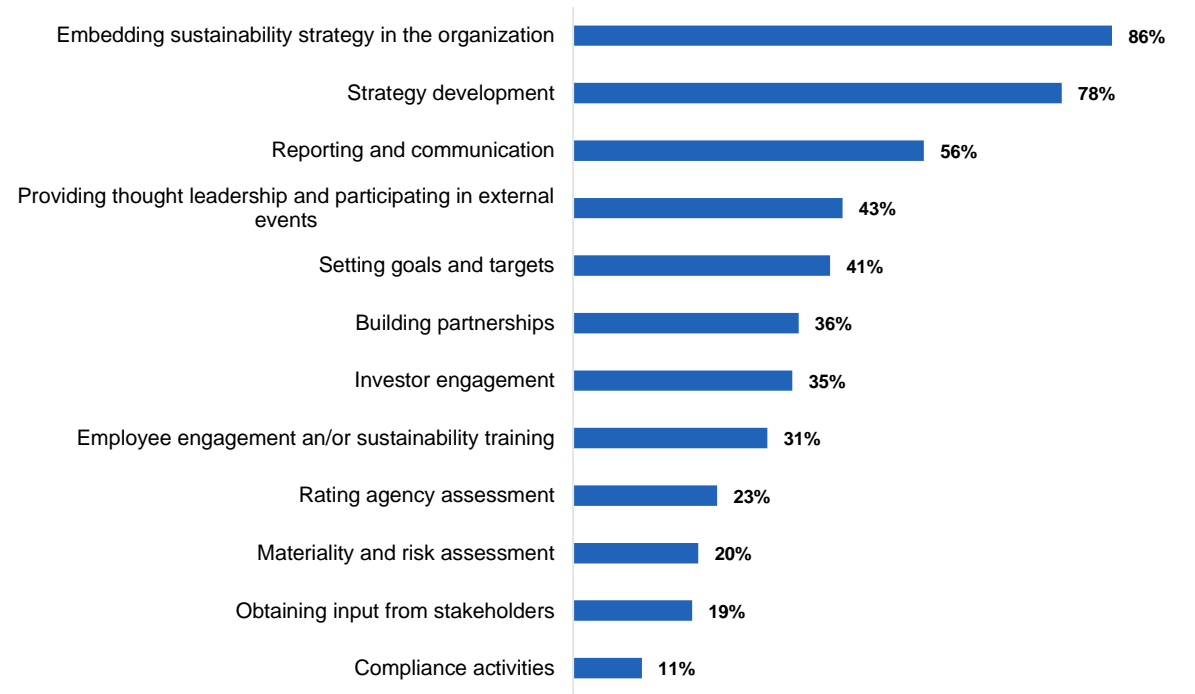 Embedding sustainability strategy in the organization 86%
Strategy development 78%
Reporting and communication 56%
Providing thought leadership and participating in external
events 43%
Setting goals and targets 41%
Building partnerships 36%
Investor engagement 35%
Employee engagement an/or sustainability training 31%
Rating agency assessment 23%
Materiality and risk assessment 20%
Obtaining input from stakeholders 19%
Compliance activities 11%